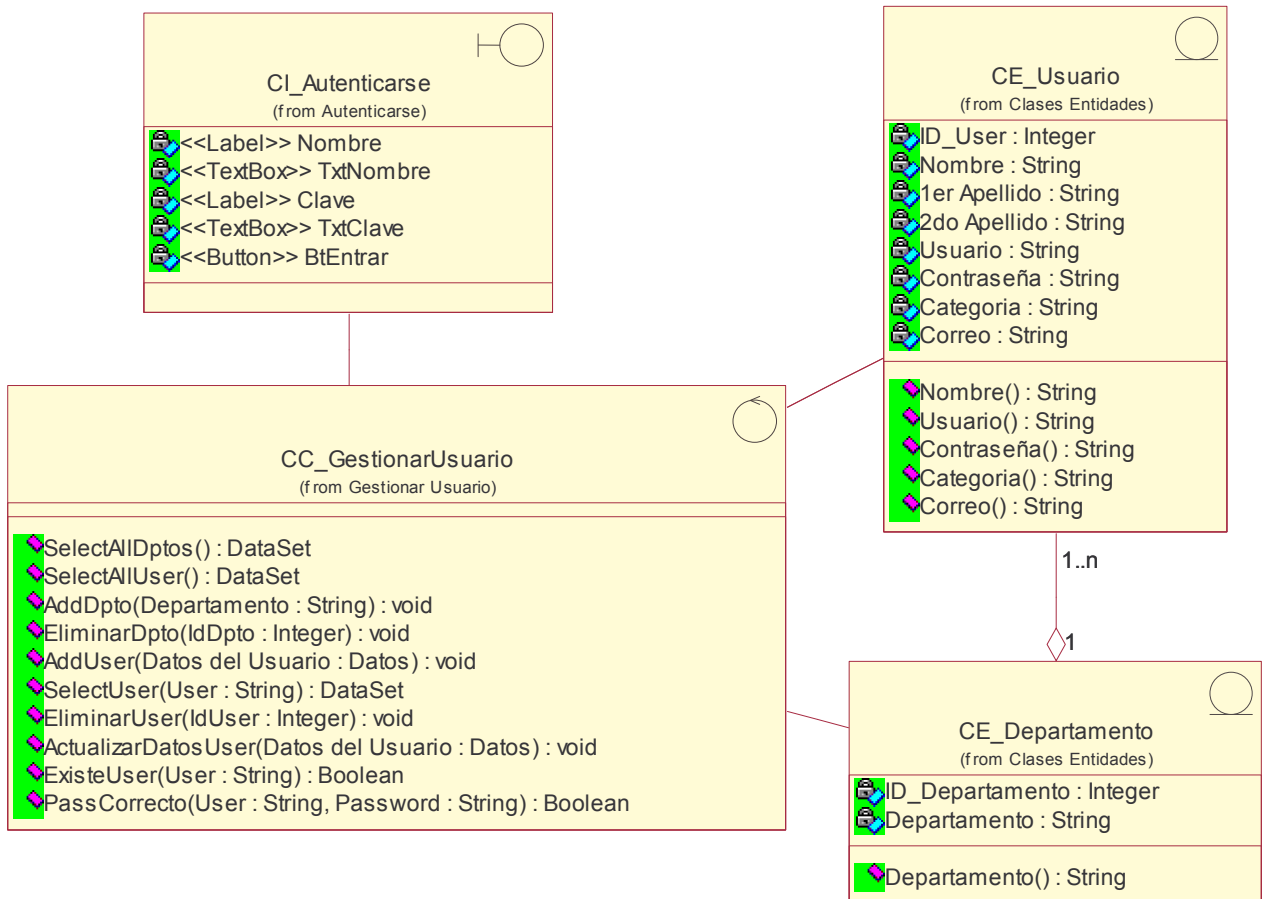 CI_Autenticarse
(from Autenticarse)
<<Label>> Nombre
<<TextBox>> TxtNombre
<<Label>> Clave
<<TextBox>> TxtClave
<<Button>> BtEntrar
CE_Usuario
(from Clases Entidades)
ID_User : Integer
Nombre : String
1er Apellido : String
2do Apellido : String
Usuario : String
Contraseña : String
Categoria : String
Correo : String
Nombre() : String
Usuario() : String
Contraseña() : String
Categoria() : String
Correo() : String
CC_GestionarUsuario
(from Gestionar Usuario)
SelectAllDptos() : DataSet
SelectAllUser() : DataSet
AddDpto(Departamento : String) : void
EliminarDpto(IdDpto : Integer) : void
AddUser(Datos del Usuario : Datos) : void
SelectUser(User : String) : DataSet
EliminarUser(IdUser : Integer) : void
ActualizarDatosUser(Datos del Usuario : Datos) : void
ExisteUser(User : String) : Boolean
PassCorrecto(User : String, Password : String) : Boolean
1..n
1
CE_Departamento
(from Clases Entidades)
ID_Departamento : Integer
Departamento : String
Departamento() : String